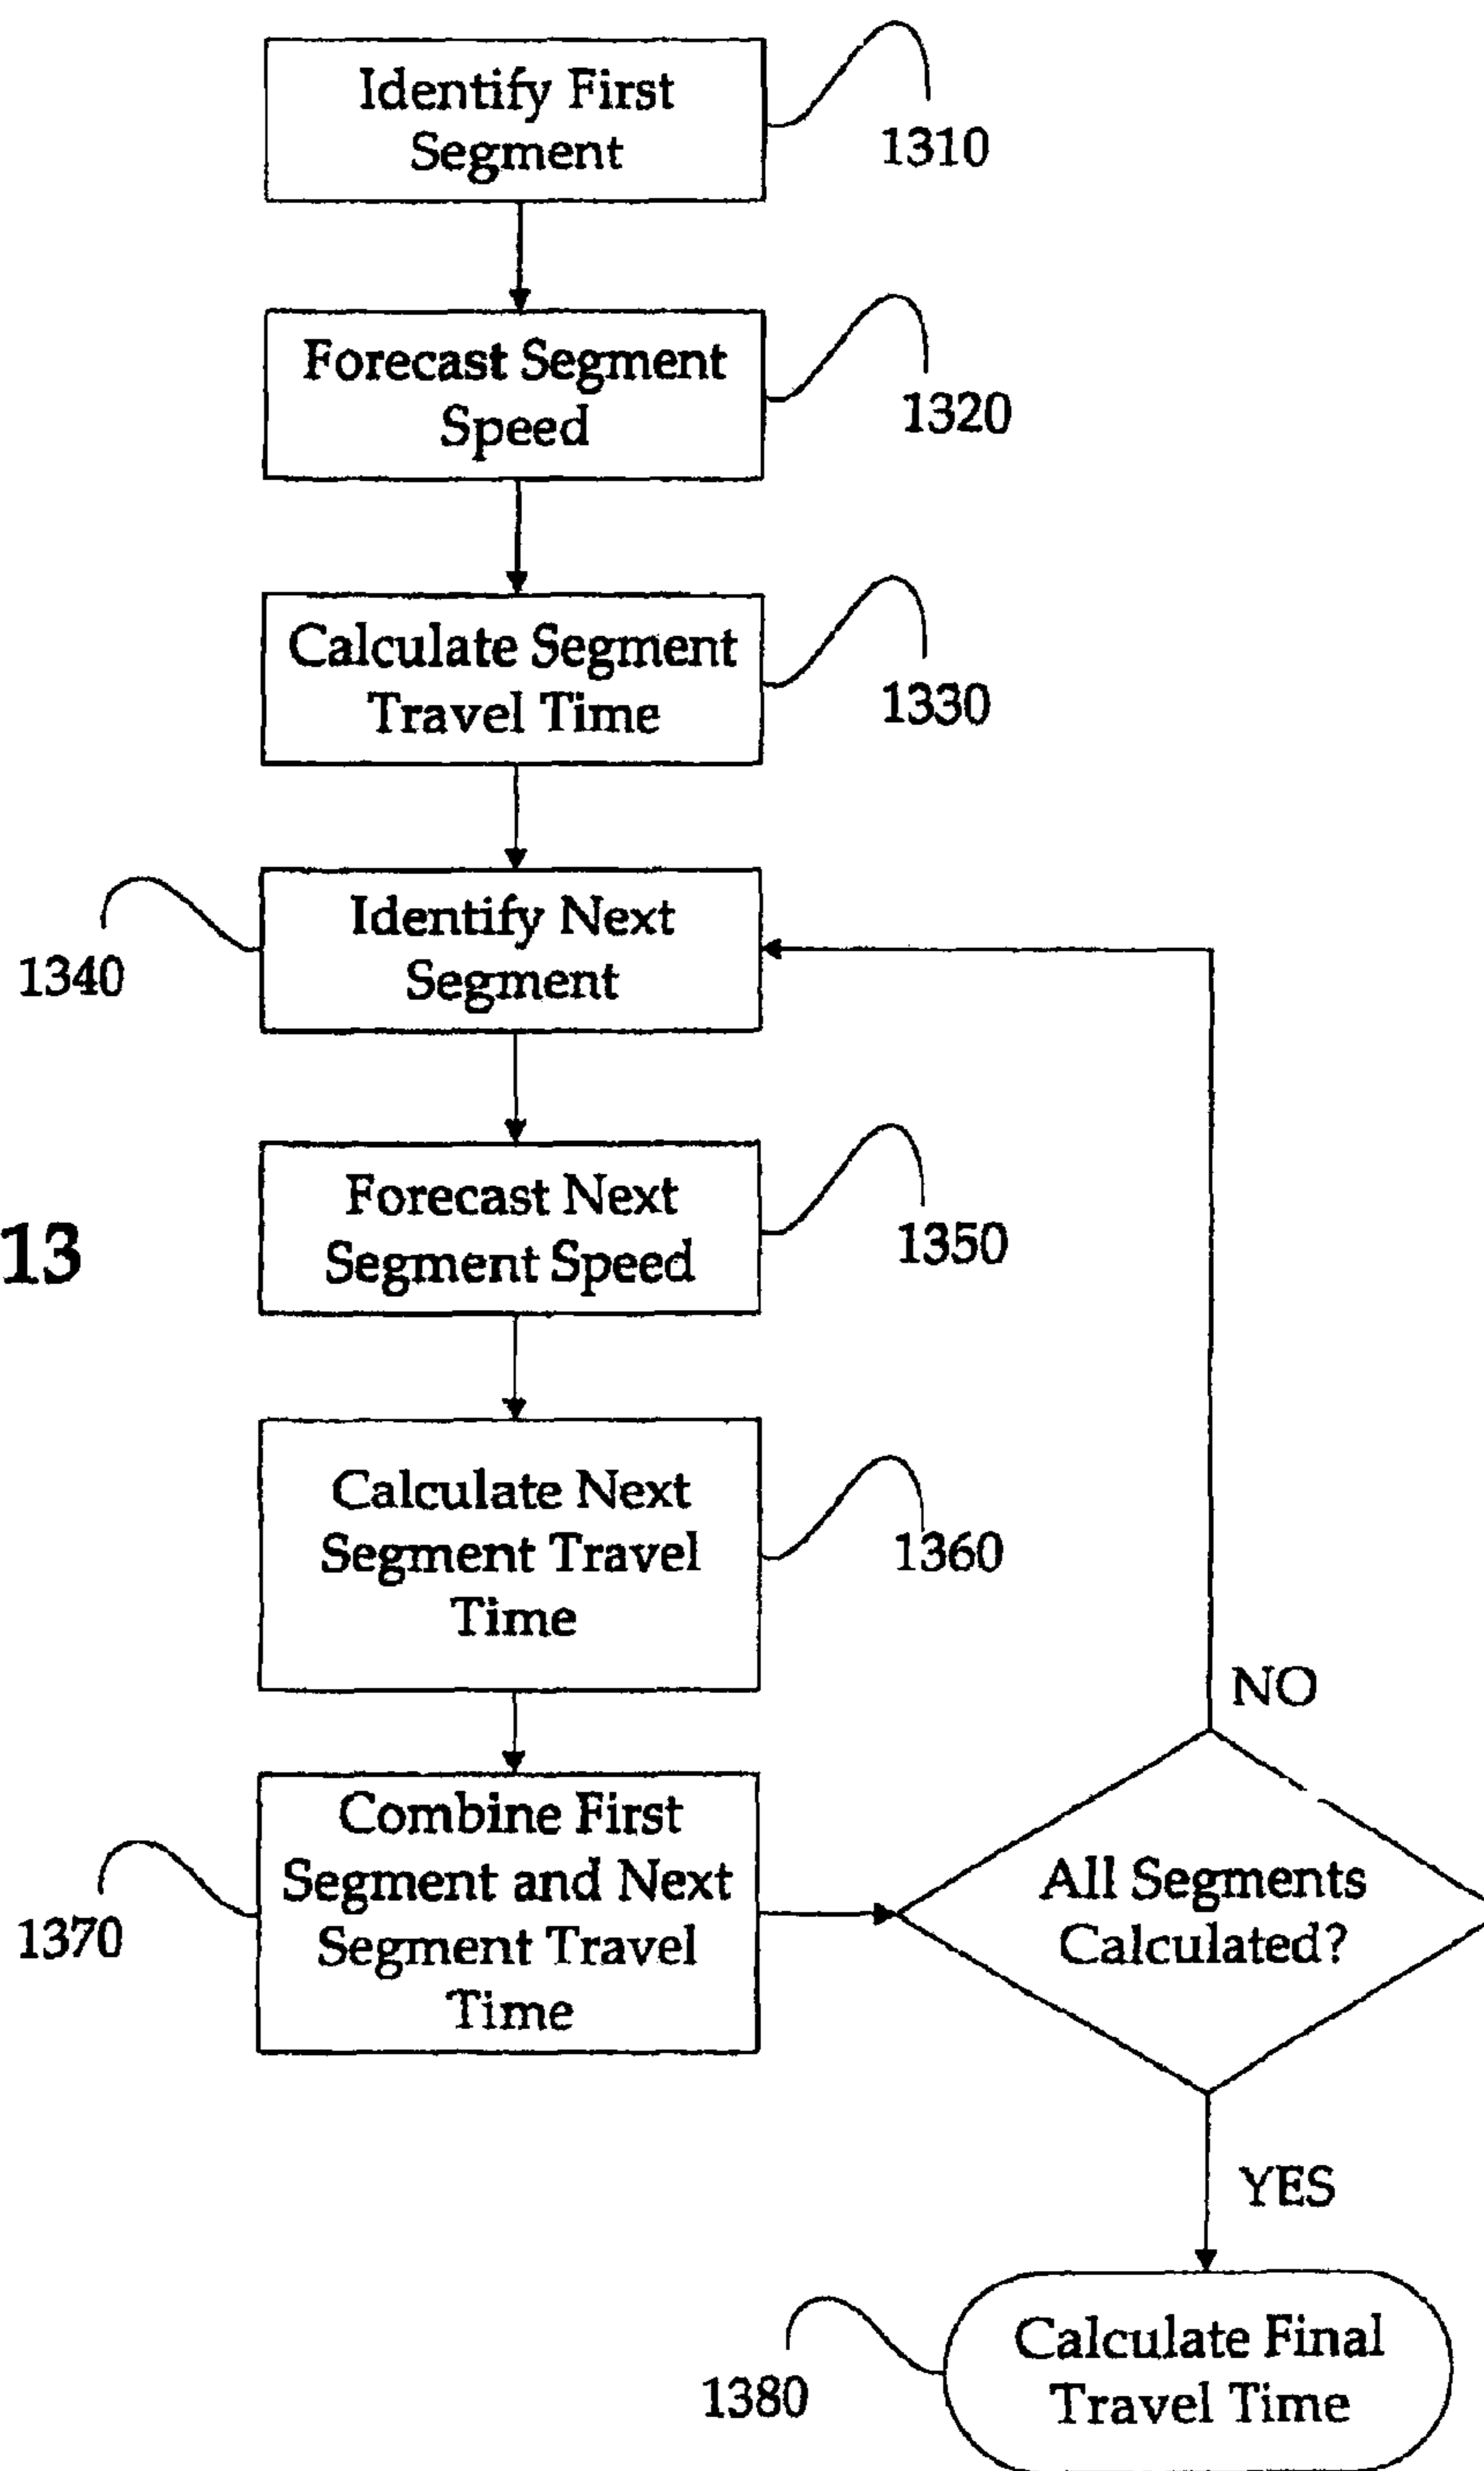 Identify First
Segment
1310
Forecast Segment
Speed
1320
Calculate Segment
Travel Time
1330
Identify Next
Segment
1340
Forecast Next
Segment Speed
1350
13
Calculate Next
Segment Travel
Time
1360
NO
Combine First
Segment and Next
Segment Travel
Time
1370
All Segments
Calculated?
YES
Calculate Final
Travel Time
1380